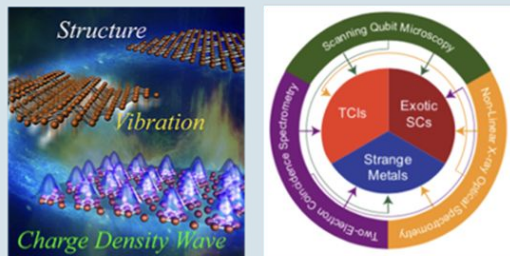 Structure
Vibration
Charge Density Wave
Scanning Qubit Microscopy
Non-Linear X-ray Optical Spectrometry
Two-Electron Coincidence Spectrometry
TCIs
Exotic
SCs
Strange
Metals